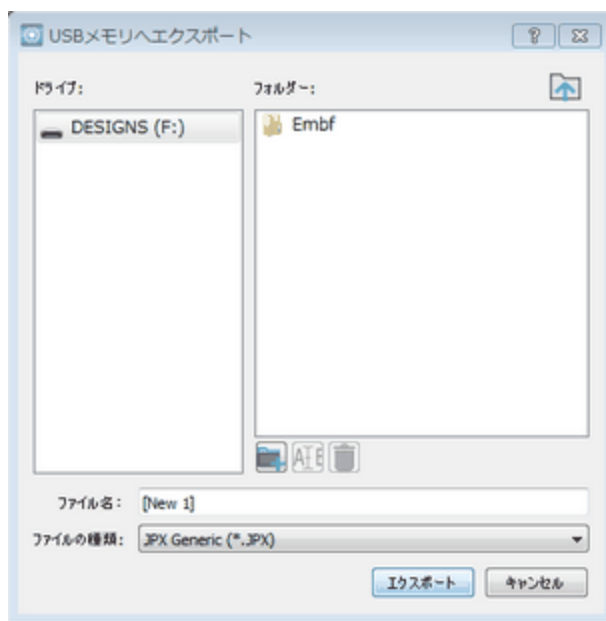 USBメモリへエクスポート
ドライブ:
フォルダー:
DESIGNS (F:)
Embf
ファイル名:
[New 1]
ファイルの種類:
JPX Generic (*.JPX)
エクスポート
キャンセル